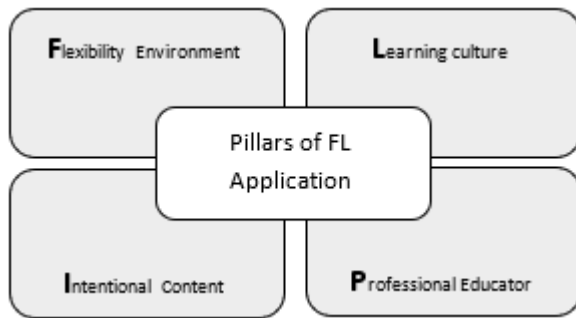 Flexibility Environment
Learning culture
Pillars of FL
Application
Intentional Content
Professional Educator